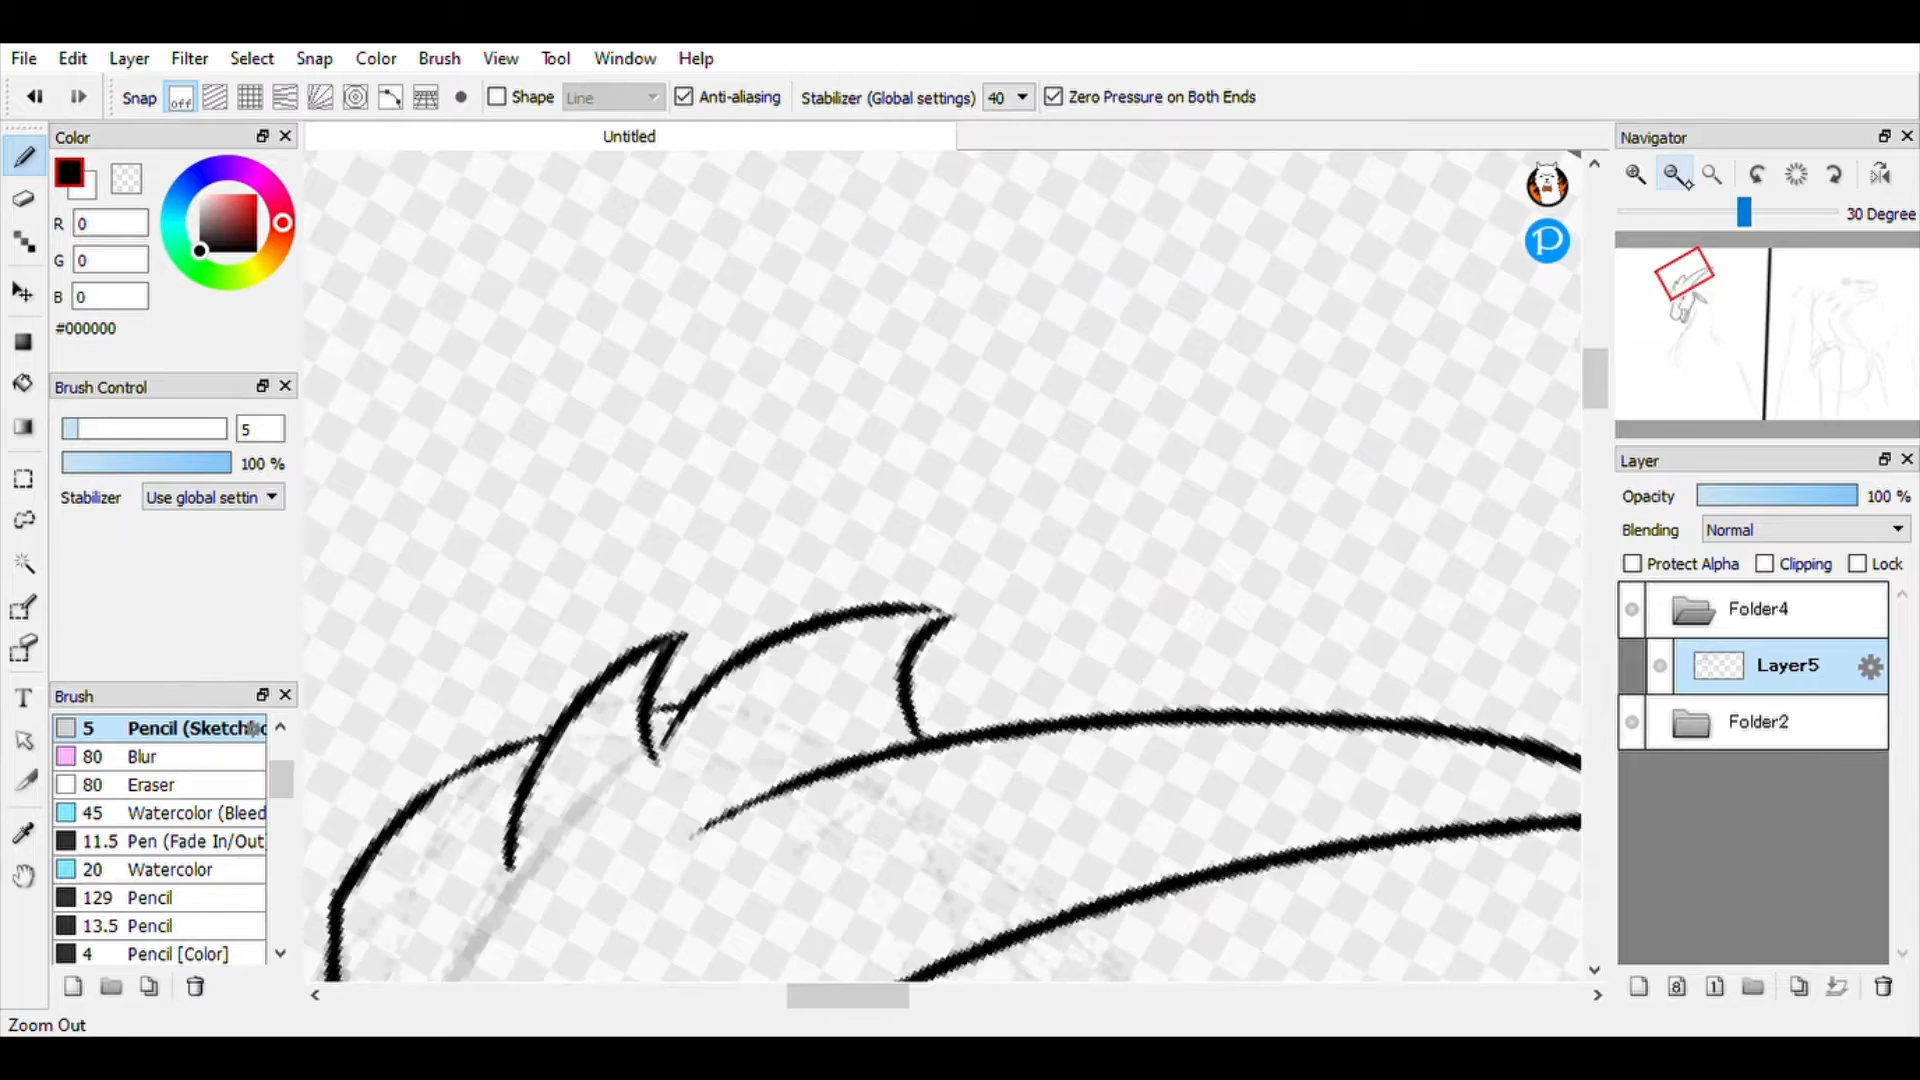 File Edit Layer Filter Select Snap Color Brush View Tool Window Help
Snap off Shape Line Anti-aliasing Stabilizer (Global settings) 40 Zero Pressure on Both Ends
Color
Untitled
Navigator
R 0
G 0
B 0
#000000
30 Degree
Brush Control
5
100 %
Stabilizer Use global settin
Layer
Opacity 100 %
Blending Normal
Protect Alpha Clipping Lock
Folder4
Layer5
Folder2
Brush
5 Pencil
80 Blur
80 Eraser
45 Watercolor (Bleed
11.5 Pen (Fade In/Out
20 Watercolor
129 Pencil
13.5 Pencil
4 Pencil [Color]
Zoom Out